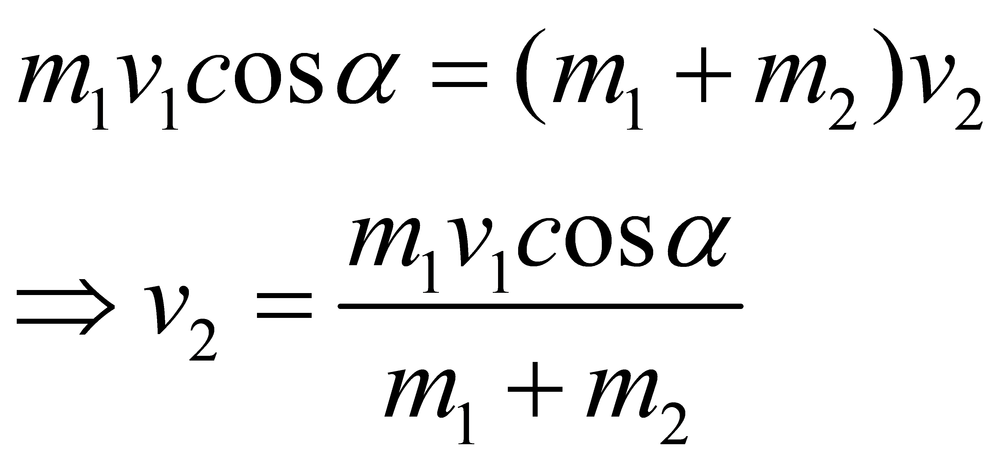 m₁v₁cosα = (m₁ + m₂)v₂
⇒ v₂ = m₁v₁cosα / m₁ + m₂